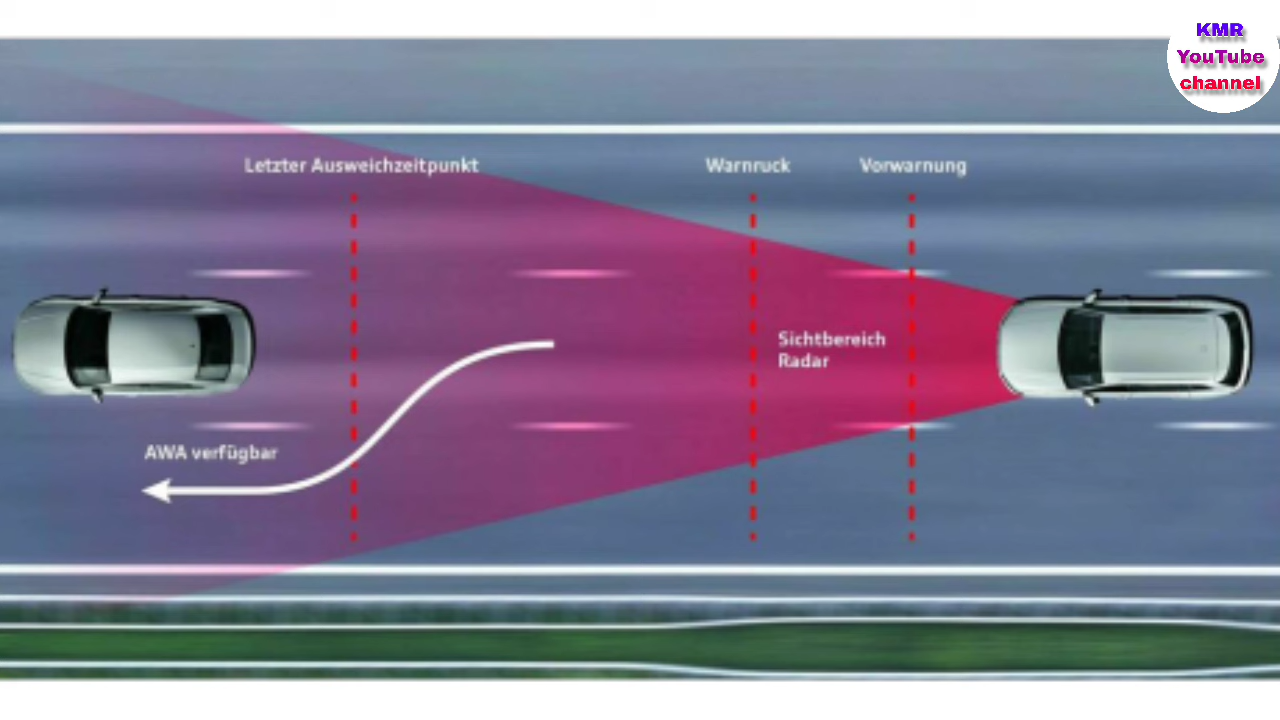 KMR
YouTube
channel
Letzter Ausweichzeitpunkt
Warnruck
Vorwarnung
Sichtbereich
Radar
AWA verfügbar